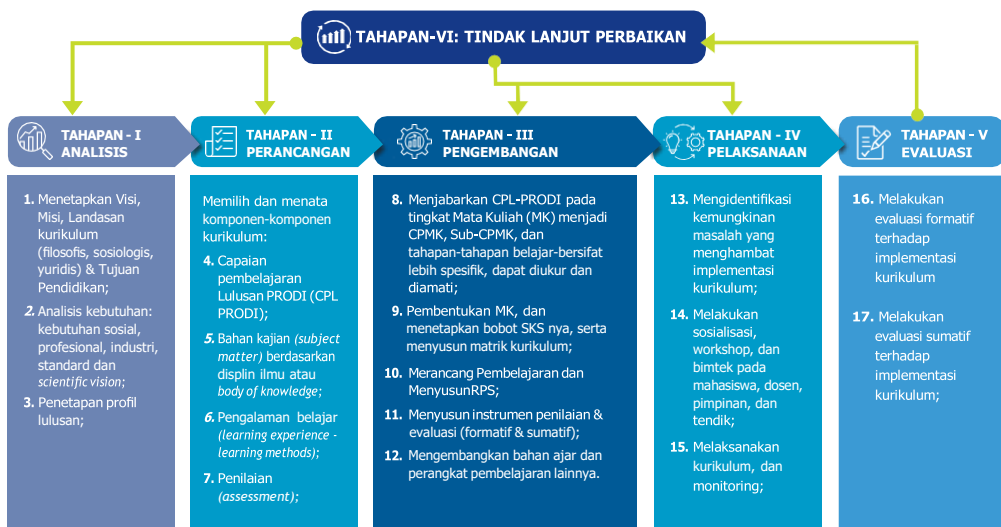 TAHAPAN-VI: TINDAK LANJUT PERBAIKAN
TAHAPAN - I
ANALISIS
1. Menetapkan Visi,
Misi, Landasan
kurikulum
(filosofis, sosiologis,
yuridis) & Tujuan
Pendidikan;
2. Analisis kebutuhan:
kebutuhan sosial,
profesional, industri,
standard dan
scientific vision;
3. Penetapan profil
lulusan;
TAHAPAN - II
PERANCANGAN
Memilih dan menata
komponen-komponen
kurikulum:
4. Capaian
pembelajaran
Lulusan PRODI (CPL
PRODI);
5. Bahan kajian (subject
matter) berdasarkan
displin ilmu atau
body of knowledge;
6. Pengalaman belajar
(learning experience -
learning methods);
7. Penilaian
(assessment);
TAHAPAN - III
PENGEMBANGAN
8. Menjabarkan CPL-PRODI pada
tingkat Mata Kuliah (MK) menjadi
CPMK, Sub-CPMK, dan
tahapan-tahapan belajar-bersifat
lebih spesifik, dapat diukur dan
diamati;
9. Pembentukan MK, dan
menetapkan bobot SKS nya, serta
menyusun matrik kurikulum;
10. Merancang Pembelajaran dan
MenyusunRPS;
11. Menyusun instrumen penilaian &
evaluasi (formatif & sumatif);
12. Mengembangkan bahan ajar dan
perangkat pembelajaran lainnya.
TAHAPAN - IV
PELAKSANAAN
13. Mengidentifikasi
kemungkinan
masalah yang
menghambat
implementasi
kurikulum;
14. Melakukan
sosialisasi,
workshop, dan
bimtek pada
mahasiswa, dosen,
pimpinan, dan
tendik;
15. Melaksanakan
kurikulum, dan
monitoring;
TAHAPAN - V
EVALUASI
16. Melakukan
evaluasi formatif
terhadap
implementasi
kurikulum
17. Melakukan
evaluasi sumatif
terhadap
implementasi
kurikulum;